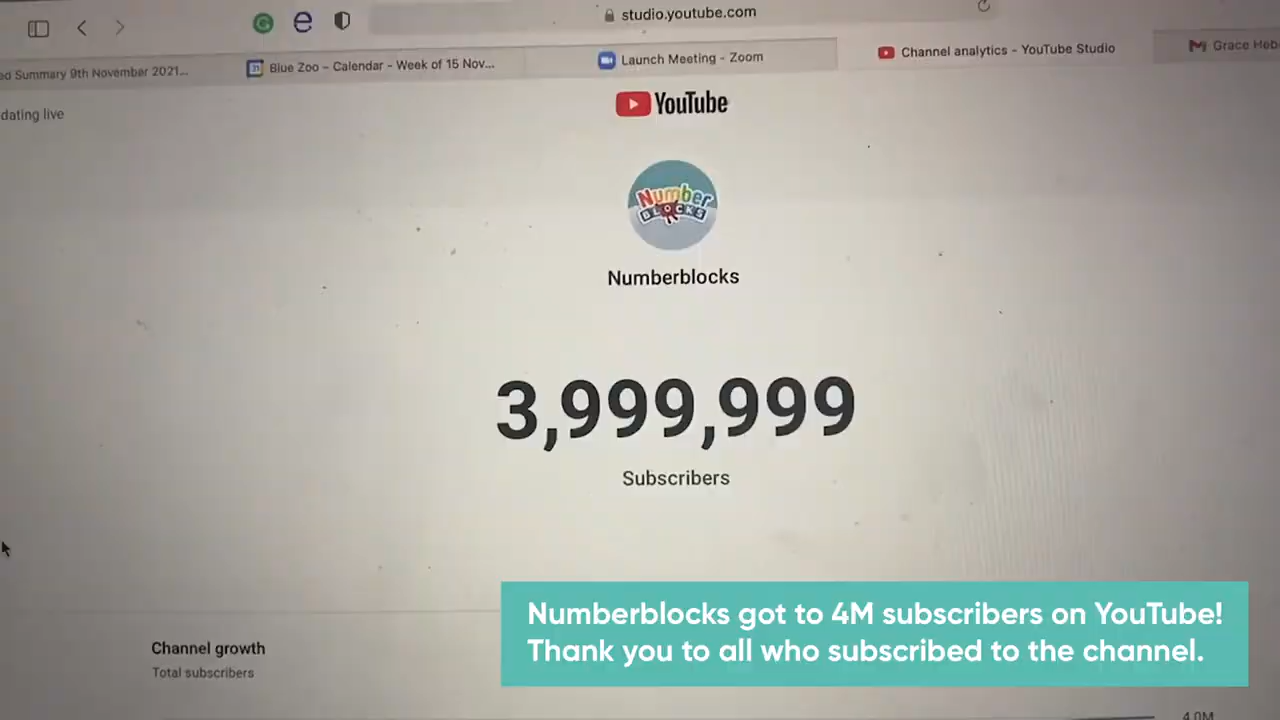 studio.youtube.com
ed Summary 9th November 2021...
Blue Zoo – Calendar - Week of 15 Nov...
Launch Meeting - Zoom
Channel analytics - YouTube Studio
Grace Heb
dating live
YouTube
Number
BLOCKS
Numberblocks
3,999,999
Subscribers
Numberblocks got to 4M subscribers on YouTube!
Thank you to all who subscribed to the channel.
Channel growth
Total subscribers
4.0M